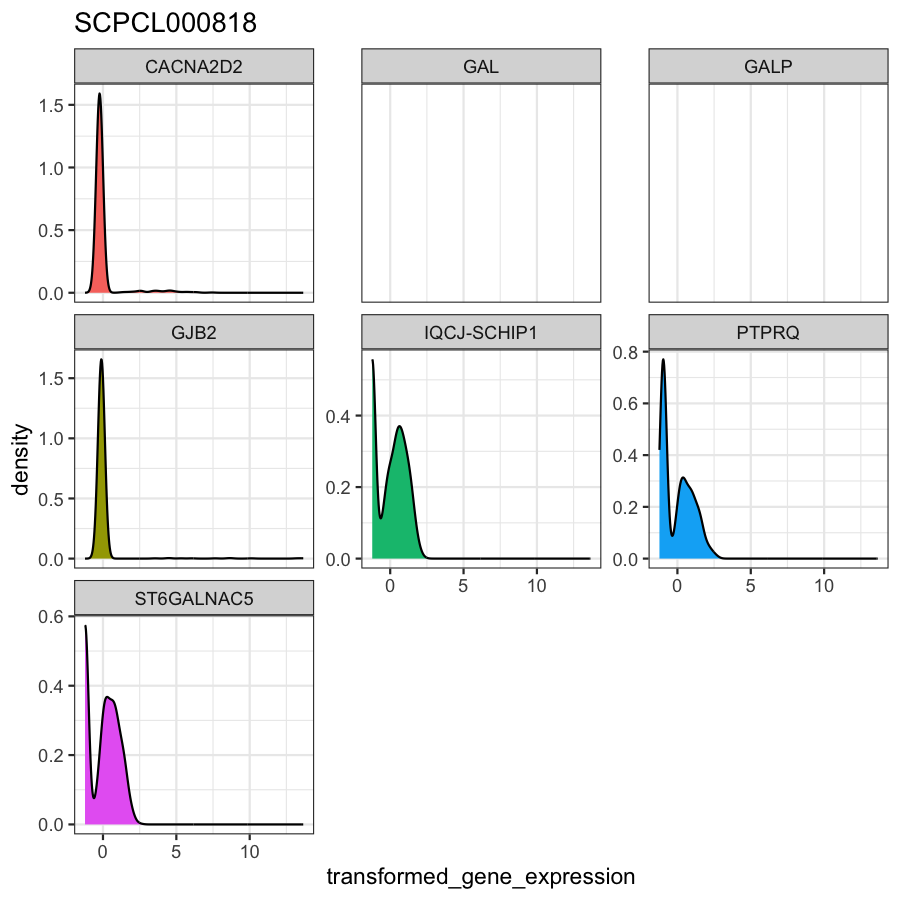 SCPCL000818
CACNA2D2 GAL GALP
1.5
1.0
0.5
0.0
GJB2 IQCJ-SCHIP1 PTPRQ
1.5
1.0
0.5
0.0
0.4
0.2
0.0
0 5 10
0.8
0.6
0.4
0.2
0.0
0 5 10
ST6GALNAC5
0.6
0.4
0.2
0.0
0 5 10
density
transformed_gene_expression